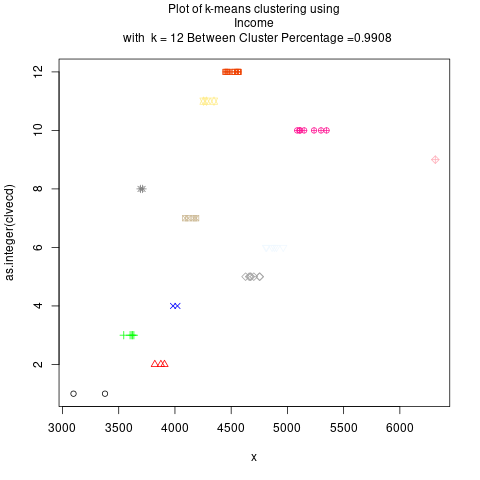 Plot of k-means clustering using
Income
with  k = 12 Between Cluster Percentage =0.9908
12
10
8
6
4
2
as.integer(clvecd)
3000 3500 4000 4500 5000 5500 6000
x